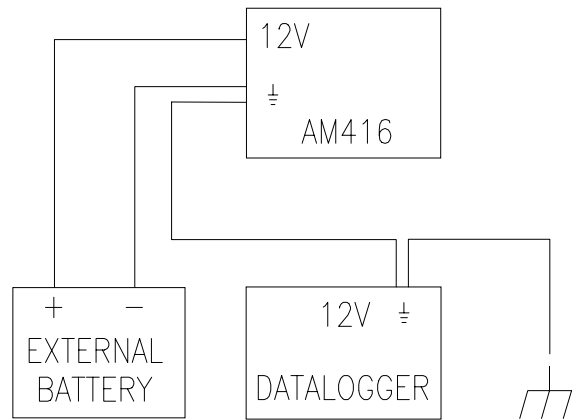 12V
AM416
+ −
EXTERNAL
BATTERY
12V
DATALOGGER